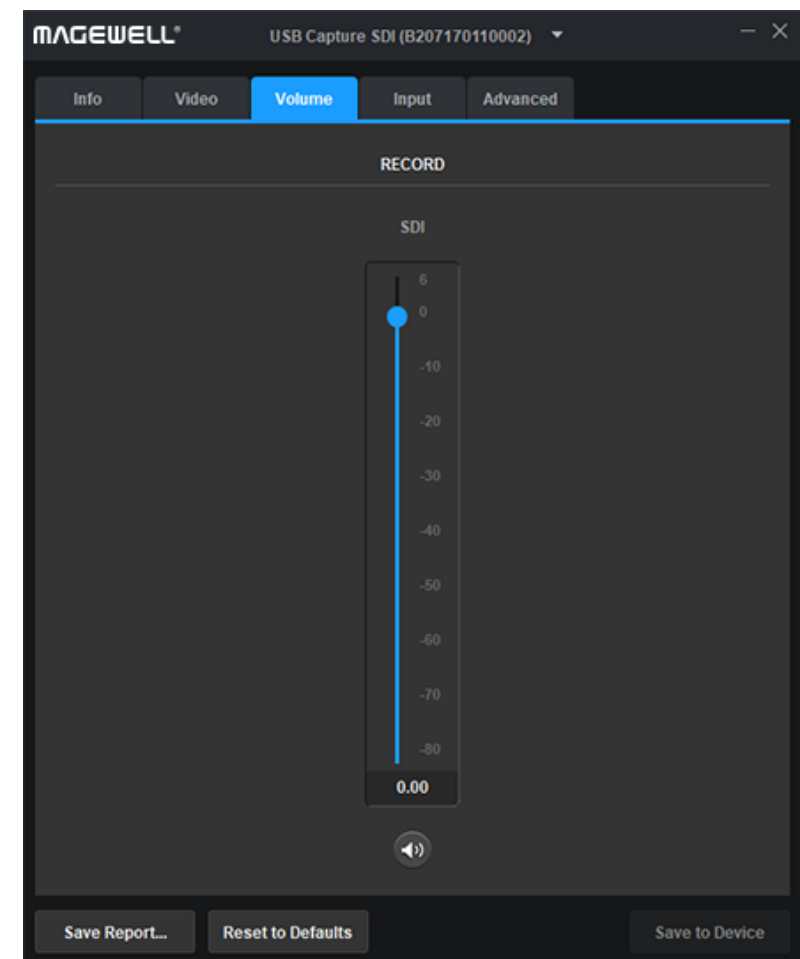 MAGEWELL® USB Capture SDI (B207170110002)
Info Video Volume Input Advanced
RECORD
SDI
6
0
-10
-20
-30
-40
-50
-60
-70
-80
0.00
Save Report... Reset to Defaults Save to Device